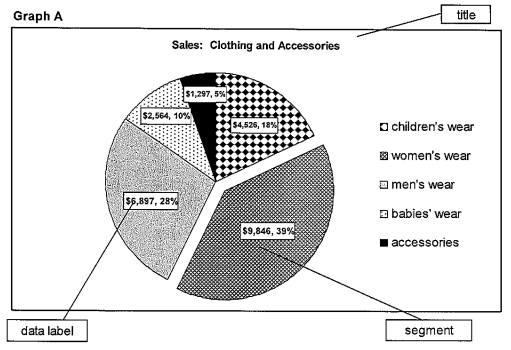 Graph A
title
Sales: Clothing and Accessories
$1,297, 5%
$2,564, 10%
$4,526, 18%
children's wear
women's wear
men's wear
babies' wear
accessories
$6,897, 28%
$9,846, 39%
data label
segment